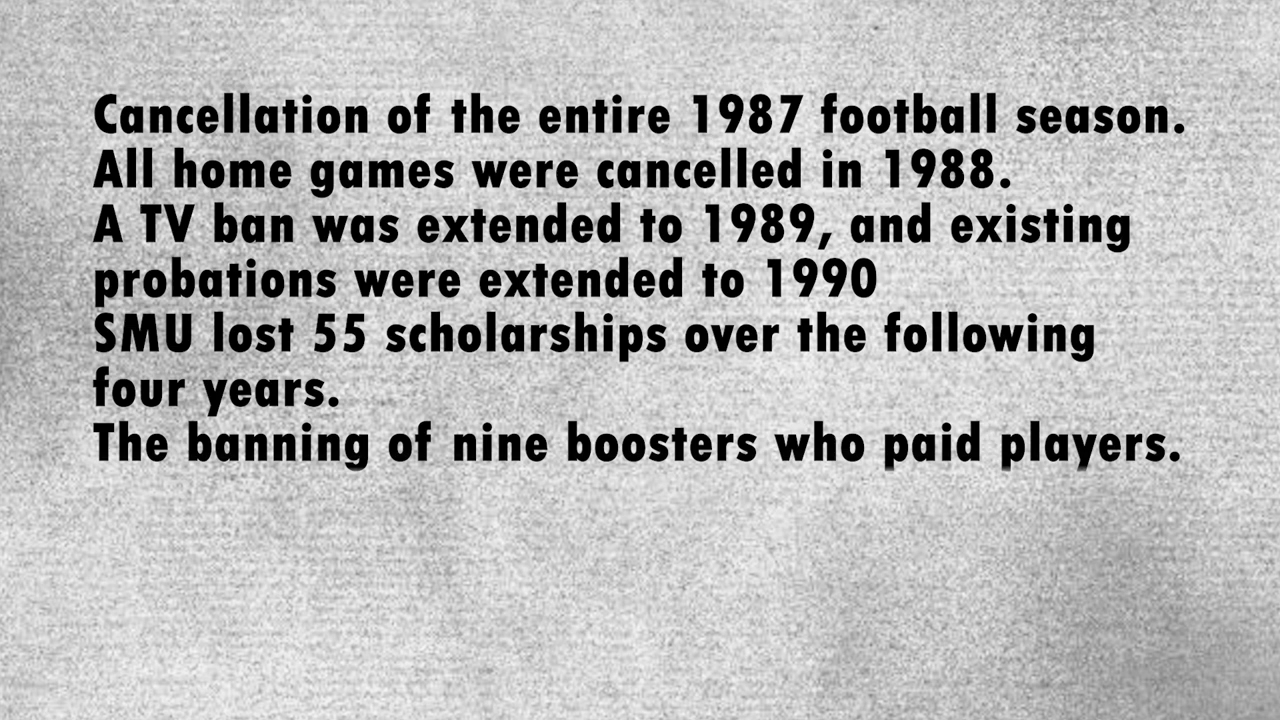 Cancellation of the entire 1987 football season.
All home games were cancelled in 1988.
A TV ban was extended to 1989, and existing
probations were extended to 1990
SMU lost 55 scholarships over the following
four years.
The banning of nine boosters who paid players.